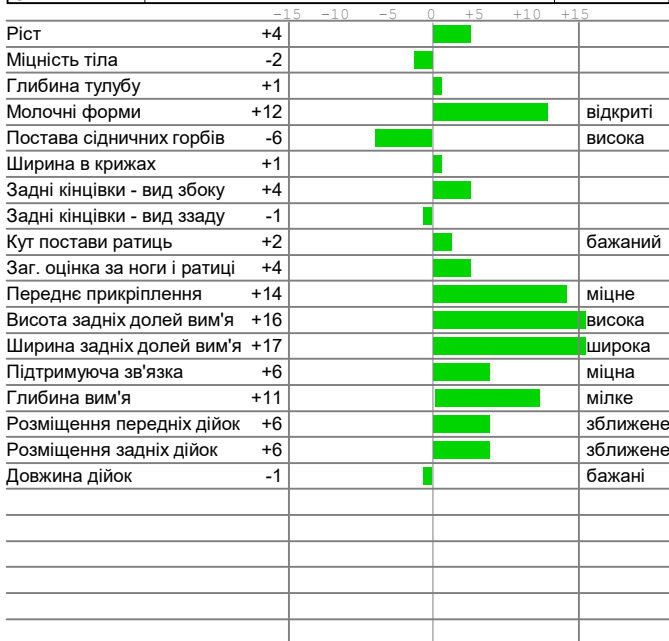 -15 -10 -5 0 +5 +10 +15
Ріст +4
Міцність тіла -2
Глибина тулубу +1
Молочні форми +12 відкриті
Постава сідничних горбів -6 висока
Ширина в крижах +1
Задні кінцівки - вид збоку +4
Задні кінцівки - вид ззаду -1
Кут постави ратиць +2 бажаний
Заг. оцінка за ноги і ратиці +4
Переднє прикріплення +14 міцне
Висота задніх долей вим'я +16 висока
Ширина задніх долей вим'я +17 широка
Підтримуюча зв'язка +6 міцна
Глибина вим'я +11 мілке
Розміщення передніх дійок +6 зближене
Розміщення задніх дійок +6 зближене
Довжина дійок -1 бажані